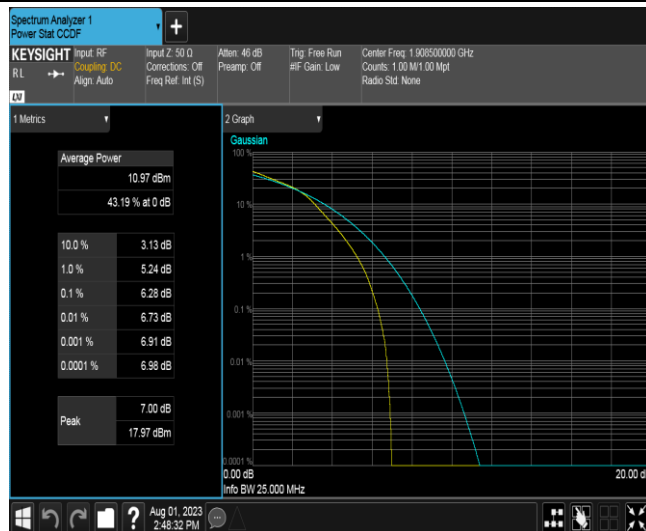 Spectrum Analyzer 1
Power Stat CCDF
+
KEYSIGHT
RL
LXI
Input: RF
Coupling: DC
Align: Auto
Input Z: 50 Ω
Corrections: Off
Freq Ref: Int (S)
Atten: 46 dB
Preamp: Off
Trig: Free Run
#IF Gain: Low
Center Freq: 1.908500000 GHz
Counts: 1.00 M/1.00 Mpt
Radio Std: None
1 Metrics
Average Power
10.97 dBm
43.19 % at 0 dB
10.0 % 3.13 dB
1.0 % 5.24 dB
0.1 % 6.28 dB
0.01 % 6.73 dB
0.001 % 6.91 dB
0.0001 % 6.98 dB
Peak
7.00 dB
17.97 dBm
2 Graph
Gaussian
100 %
10 %
1 %
0.1 %
0.01 %
0.001 %
0.0001 %
0.00 dB
20.00 d
Info BW 25.000 MHz
?
Aug 01, 2023
2:48:32 PM